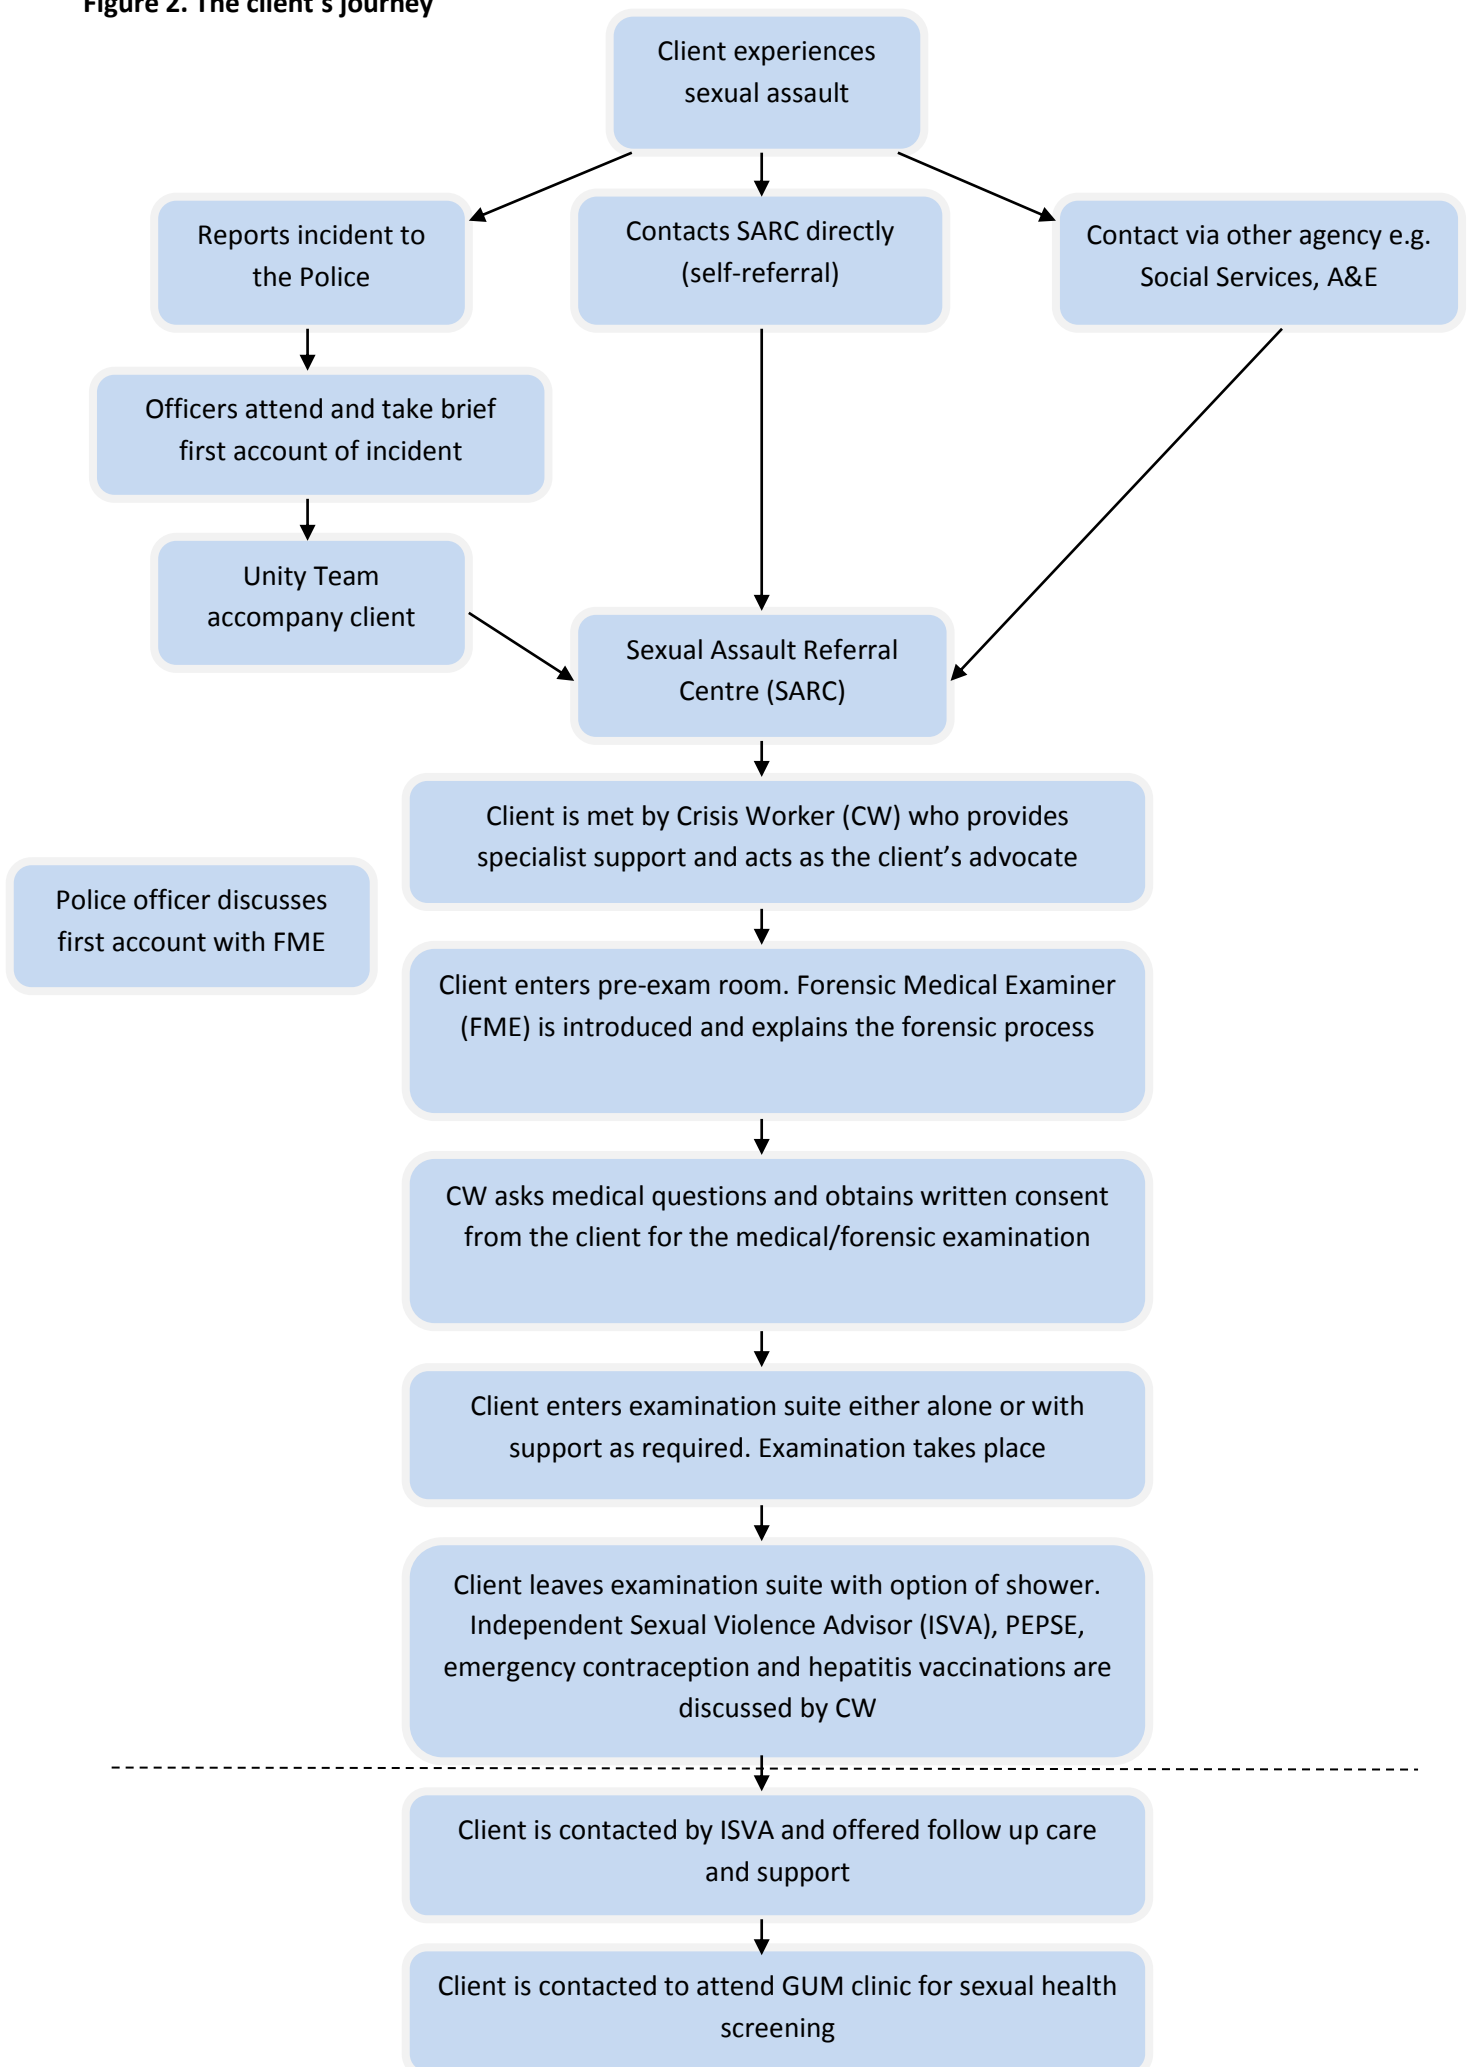 Figure 2. The client's journey
Client experiences
sexual assault
Reports incident to
the Police
Contacts SARC directly
(self-referral)
Contact via other agency e.g.
Social Services, A&E
Officers attend and take brief
first account of incident
Unity Team
accompany client
Sexual Assault Referral
Centre (SARC)
Client is met by Crisis Worker (CW) who provides
specialist support and acts as the client’s advocate
Police officer discusses
first account with FME
Client enters pre-exam room. Forensic Medical Examiner
(FME) is introduced and explains the forensic process
CW asks medical questions and obtains written consent
from the client for the medical/forensic examination
Client enters examination suite either alone or with
support as required. Examination takes place
Client leaves examination suite with option of shower.
Independent Sexual Violence Advisor (ISVA), PEPSE,
emergency contraception and hepatitis vaccinations are
discussed by CW
Client is contacted by ISVA and offered follow up care
and support
Client is contacted to attend GUM clinic for sexual health
screening